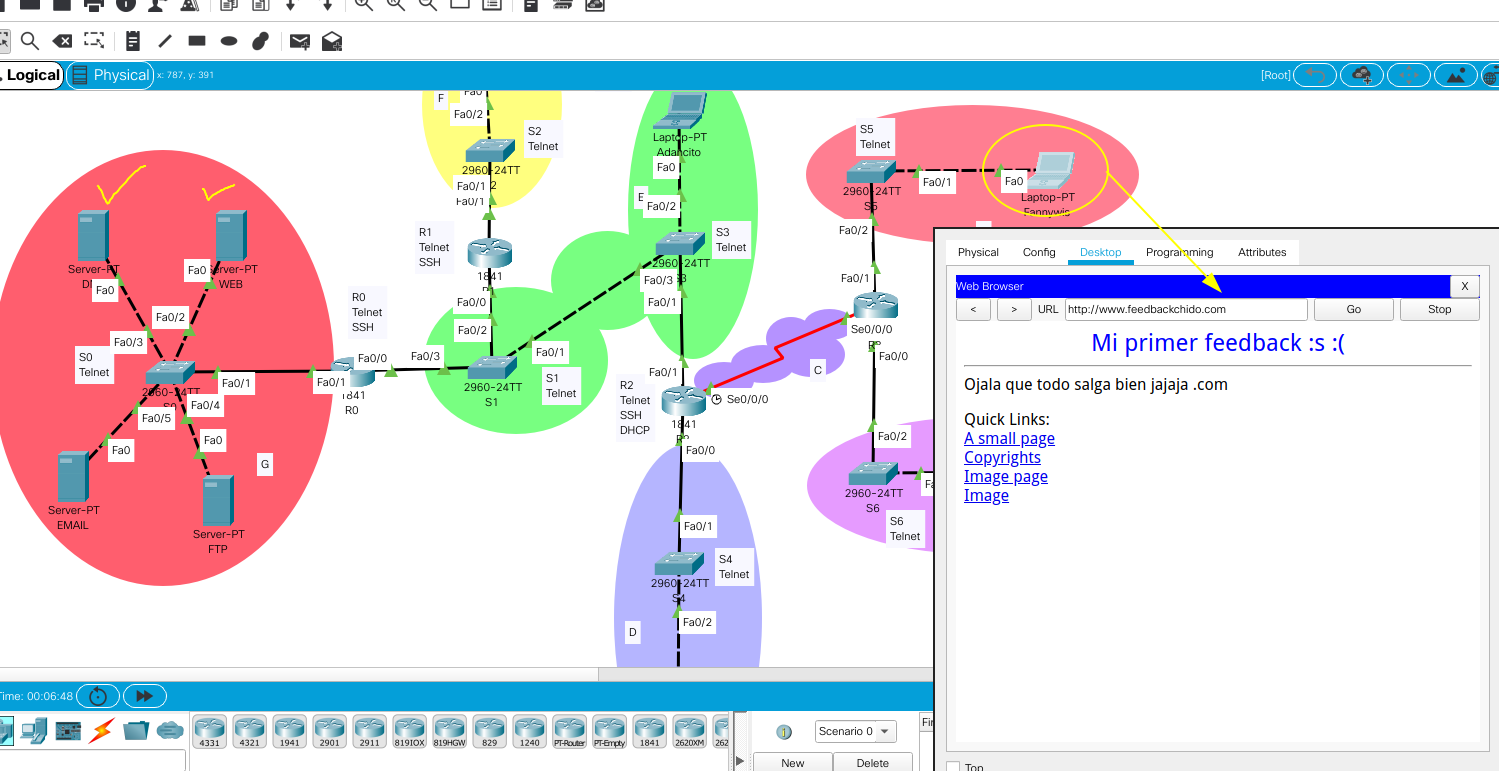 Logical
Physical
x: 787, y: 391
[Root]
F
Fa0
Fa0/2
S2
Telnet
2960-24TT
Fa0/1
Fa0/1
R1
Telnet
SSH
1841
Fa0/0
Fa0/2
Laptop-PT
Adancito
Fa0
E
Fa0/2
S3
Telnet
2960-24TT
Fa0/3
Fa0/1
S5
Telnet
2960-24TT
S5
Fa0/1
Fa0
Laptop-PT
Fannywis
Fa0/2
Fa0/1
Se0/0/0
Fa0/0
Server-PT
Fa0
Fa0
Server-PT
WEB
Fa0/2
Fa0/3
S0
Telnet
2960-24TT
S0
Fa0/1
Fa0/4
Fa0/5
Fa0
Fa0
G
Server-PT
EMAIL
Server-PT
FTP
R0
Telnet
SSH
Fa0/0
Fa0/1
1841
R0
Fa0/3
Fa0/1
2960-24TT
S1
S1
Telnet
R2
Telnet
SSH
DHCP
Fa0/1
1841
Se0/0/0
C
Fa0/0
Fa0/1
S4
Telnet
2960-24TT
S4
Fa0/2
D
Fa0/2
2960-24TT
S6
S6
Telnet
Physical
Config
Desktop
Programming
Attributes
Web Browser
X
<
>
URL
http://www.feedbackchido.com
Go
Stop
Mi primer feedback :s :(
Ojala que todo salga bien jajaja .com
Quick Links:
A small page
Copyrights
Image page
Image
Top
Time: 00:06:48
4331
4321
1941
2901
2911
819IOX
819HGW
829
1240
PT-Router
PT-Empty
1841
2620XM
262
Scenario 0
New
Delete